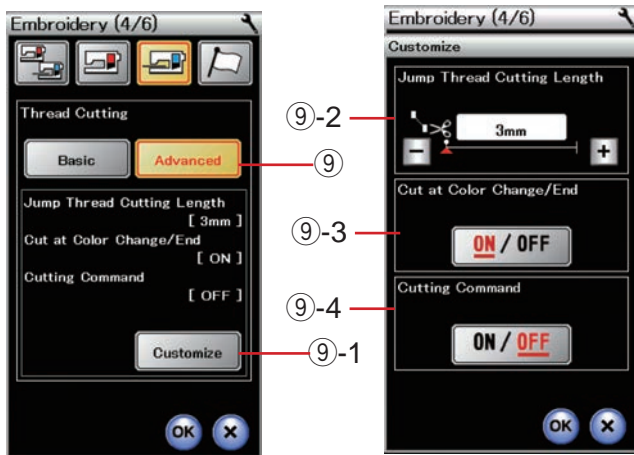 Embroidery (4/6)
Thread Cutting
Basic
Advanced
⑨
Jump Thread Cutting Length
[ 3mm ]
Cut at Color Change/End
[ ON ]
Cutting Command
[ OFF ]
Customize
⑨-1
OK
×
Embroidery (4/6)
Customize
Jump Thread Cutting Length
⑨-2
3mm
− +
Cut at Color Change/End
⑨-3
ON / OFF
Cutting Command
⑨-4
ON / OFF
OK
×